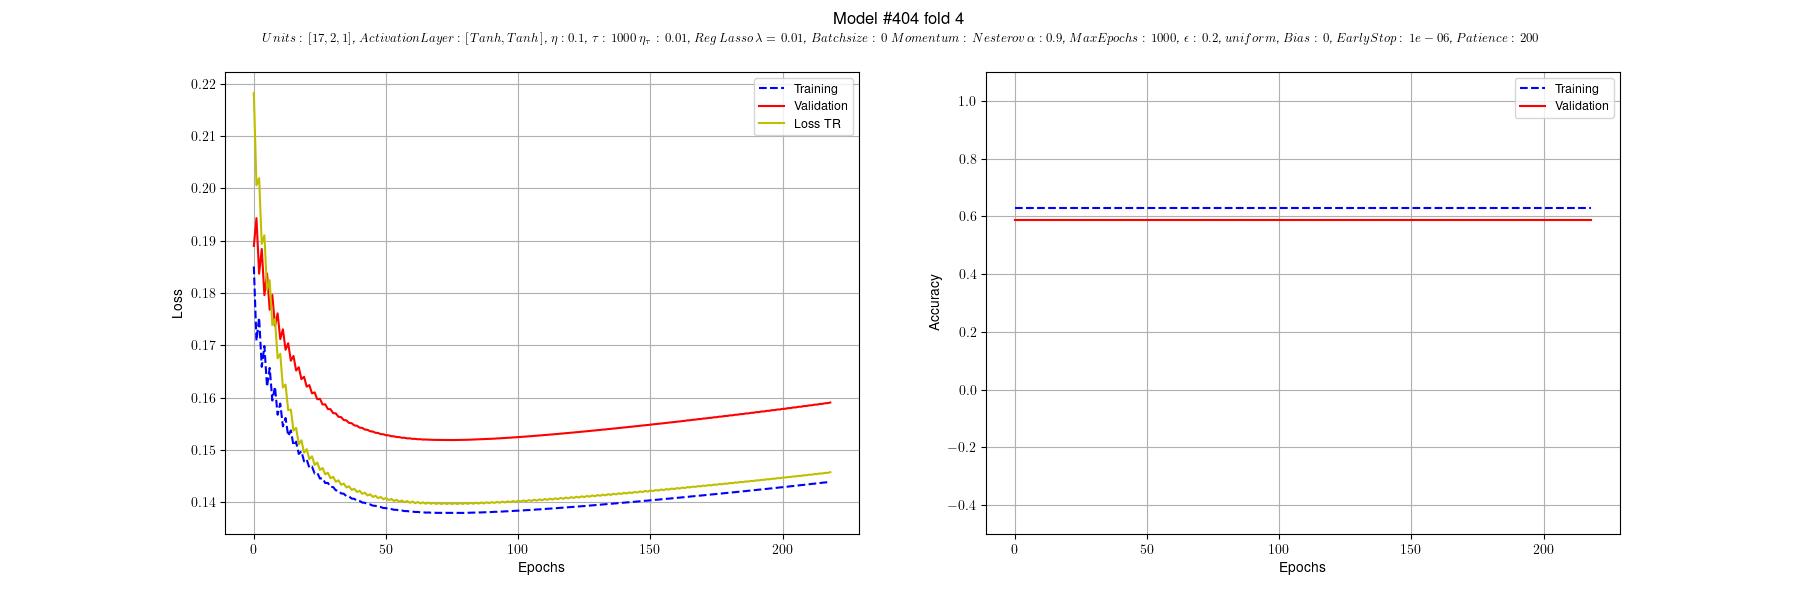 Model #404 fold 4
Units : [17, 2, 1], ActivationLayer : [Tanh, Tanh], η : 0.1, τ : 1000 η_τ : 0.01, Reg Lasso λ = 0.01, Batchsize : 0 Momentum : Nesterov α : 0.9, MaxEpochs : 1000, ϵ : 0.2, uniform, Bias : 0, EarlyStop : 1e − 06, Patience : 200
0.22
0.21
0.20
0.19
0.18
0.17
0.16
0.15
0.14
Loss
0 50 100 150 200
Epochs
Training
Validation
Loss TR
1.0
0.8
0.6
0.4
0.2
0.0
−0.2
−0.4
Accuracy
0 50 100 150 200
Epochs
Training
Validation